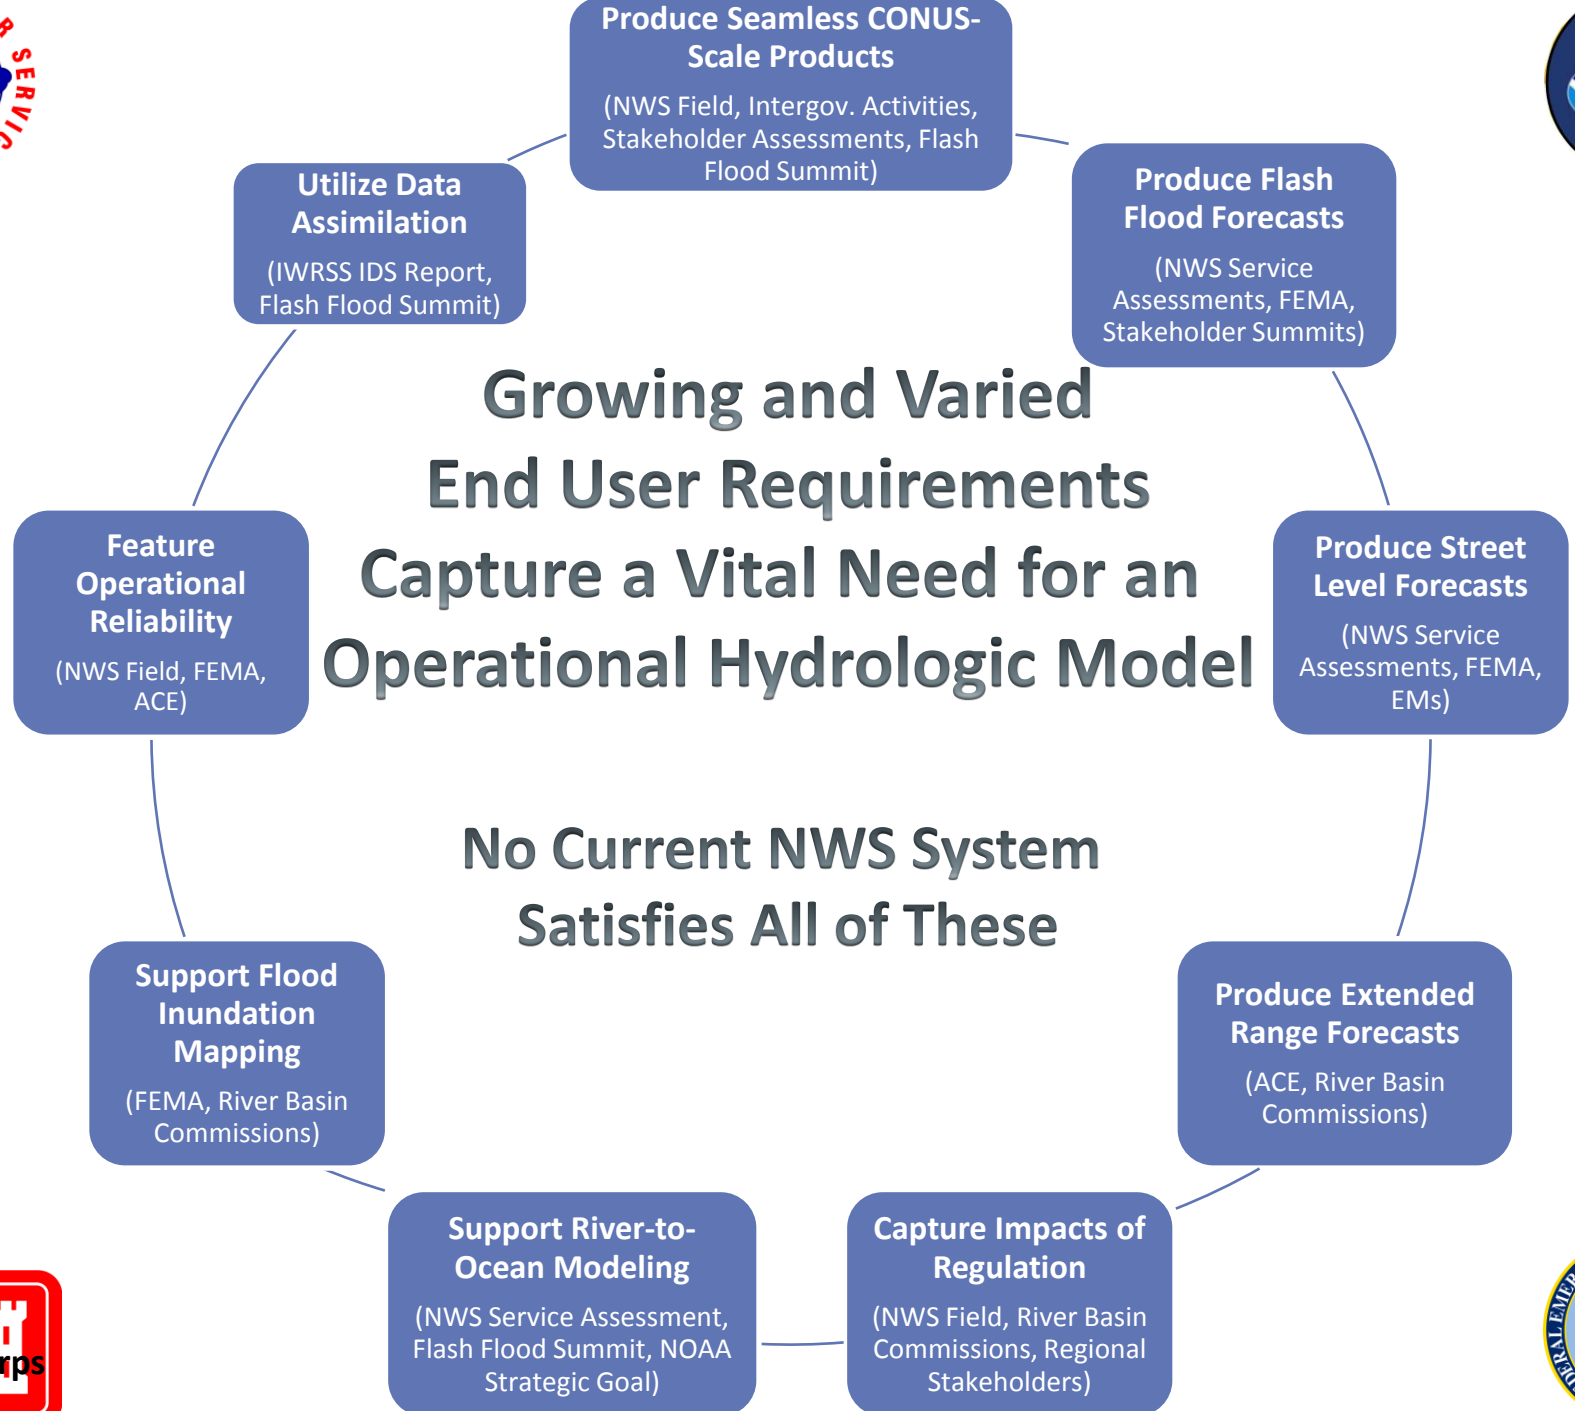 Produce Seamless CONUS-
Scale Products
(NWS Field, Intergov. Activities,
Stakeholder Assessments, Flash
Flood Summit)
Produce Flash
Flood Forecasts
(NWS Service
Assessments, FEMA,
Stakeholder Summits)
Produce Street
Level Forecasts
(NWS Service
Assessments, FEMA,
EMs)
Produce Extended
Range Forecasts
(ACE, River Basin
Commissions)
Capture Impacts of
Regulation
(NWS Field, River Basin
Commissions, Regional
Stakeholders)
Support River-to-
Ocean Modeling
(NWS Service Assessment,
Flash Flood Summit, NOAA
Strategic Goal)
Support Flood
Inundation
Mapping
(FEMA, River Basin
Commissions)
Feature
Operational
Reliability
(NWS Field, FEMA,
ACE)
Utilize Data
Assimilation
(IWRSS IDS Report,
Flash Flood Summit)
Growing and Varied
End User Requirements
Capture a Vital Need for an
Operational Hydrologic Model
No Current NWS System
Satisfies All of These